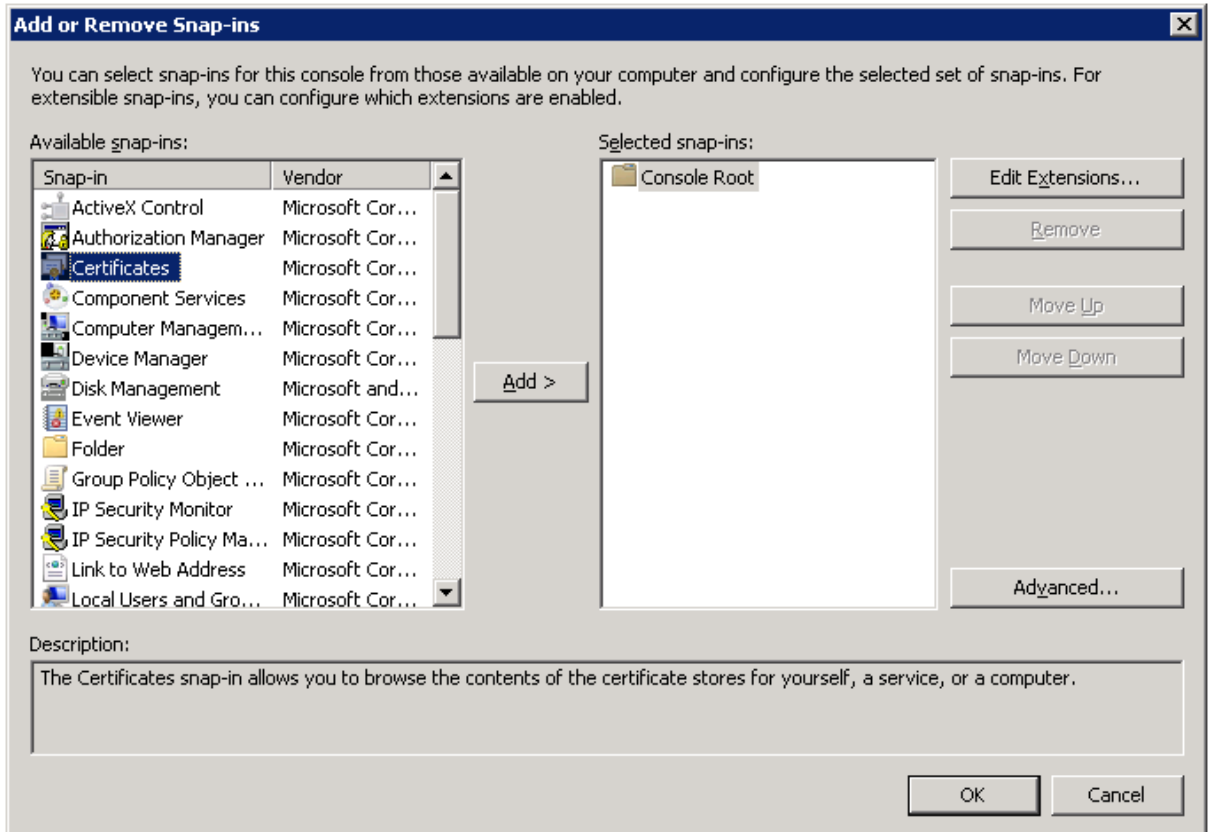 Add or Remove Snap-ins
You can select snap-ins for this console from those available on your computer and configure the selected set of snap-ins. For
extensible snap-ins, you can configure which extensions are enabled.
Available snap-ins:
Snap-in Vendor
ActiveX Control Microsoft Cor...
Authorization Manager Microsoft Cor...
Certificates Microsoft Cor...
Component Services Microsoft Cor...
Computer Managem... Microsoft Cor...
Device Manager Microsoft Cor...
Disk Management Microsoft and...
Event Viewer Microsoft Cor...
Folder Microsoft Cor...
Group Policy Object ... Microsoft Cor...
IP Security Monitor Microsoft Cor...
IP Security Policy Ma... Microsoft Cor...
Link to Web Address Microsoft Cor...
Local Users and Gro... Microsoft Cor...
Add >
Selected snap-ins:
Console Root
Edit Extensions...
Remove
Move Up
Move Down
Advanced...
Description:
The Certificates snap-in allows you to browse the contents of the certificate stores for yourself, a service, or a computer.
OK Cancel